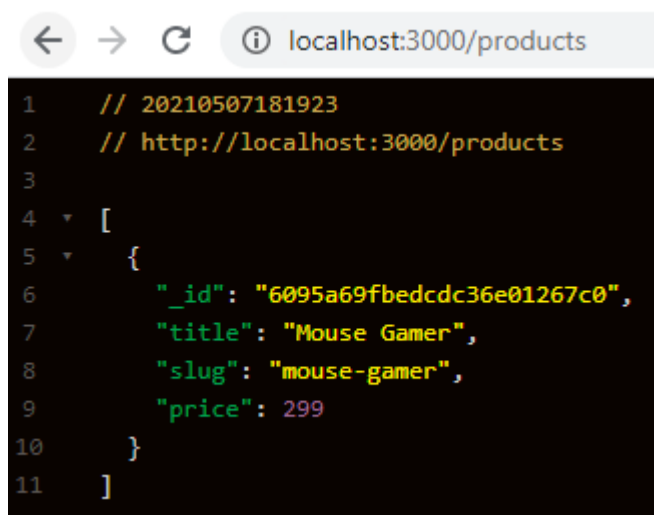 localhost:3000/products
1 // 20210507181923
2 // http://localhost:3000/products
3
4 [
5 {
6 "_id": "6095a69fbedcdc36e01267c0",
7 "title": "Mouse Gamer",
8 "slug": "mouse-gamer",
9 "price": 299
10 }
11 ]